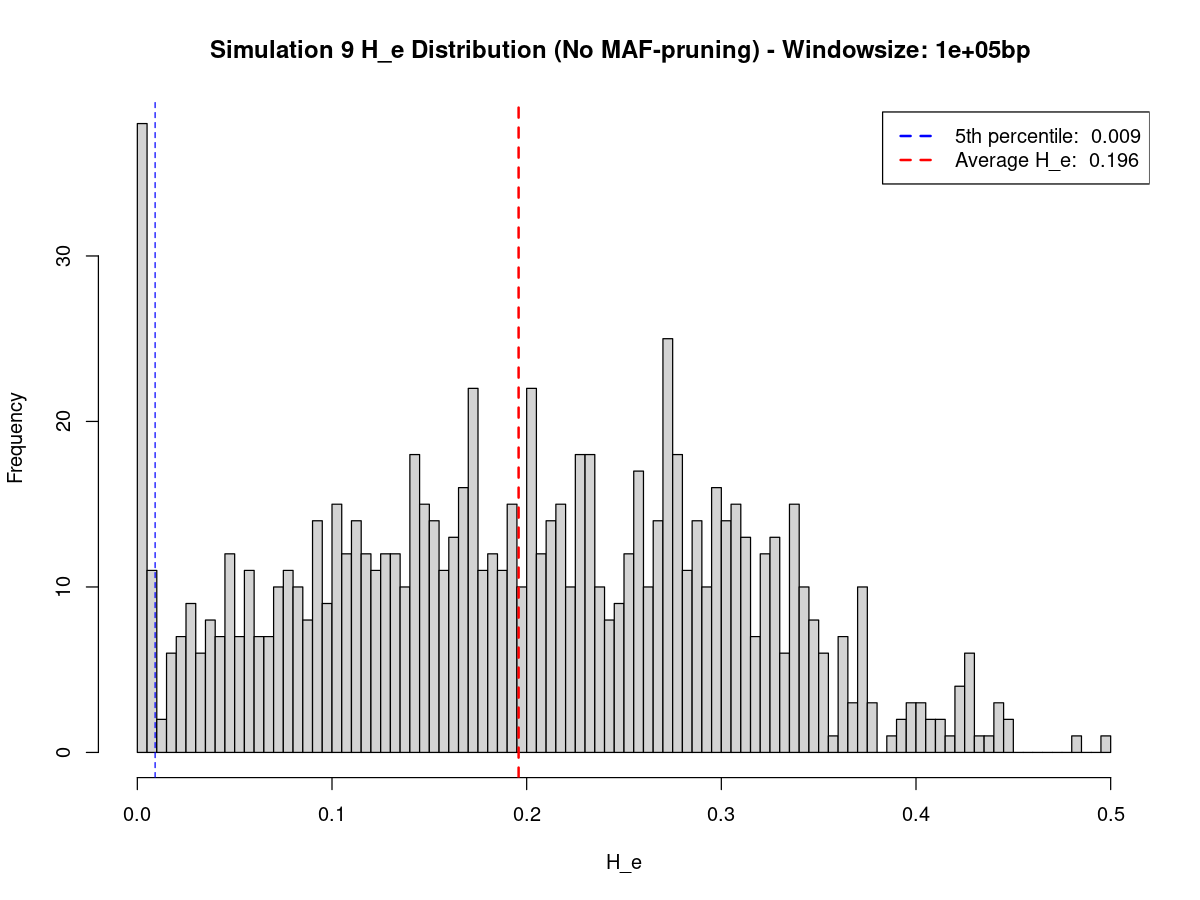 Simulation 9 H_e Distribution (No MAF-pruning) - Windowsize: 1e+05bp
5th percentile: 0.009
Average H_e: 0.196
Frequency
30
20
10
0
0.0 0.1 0.2 0.3 0.4 0.5
H_e